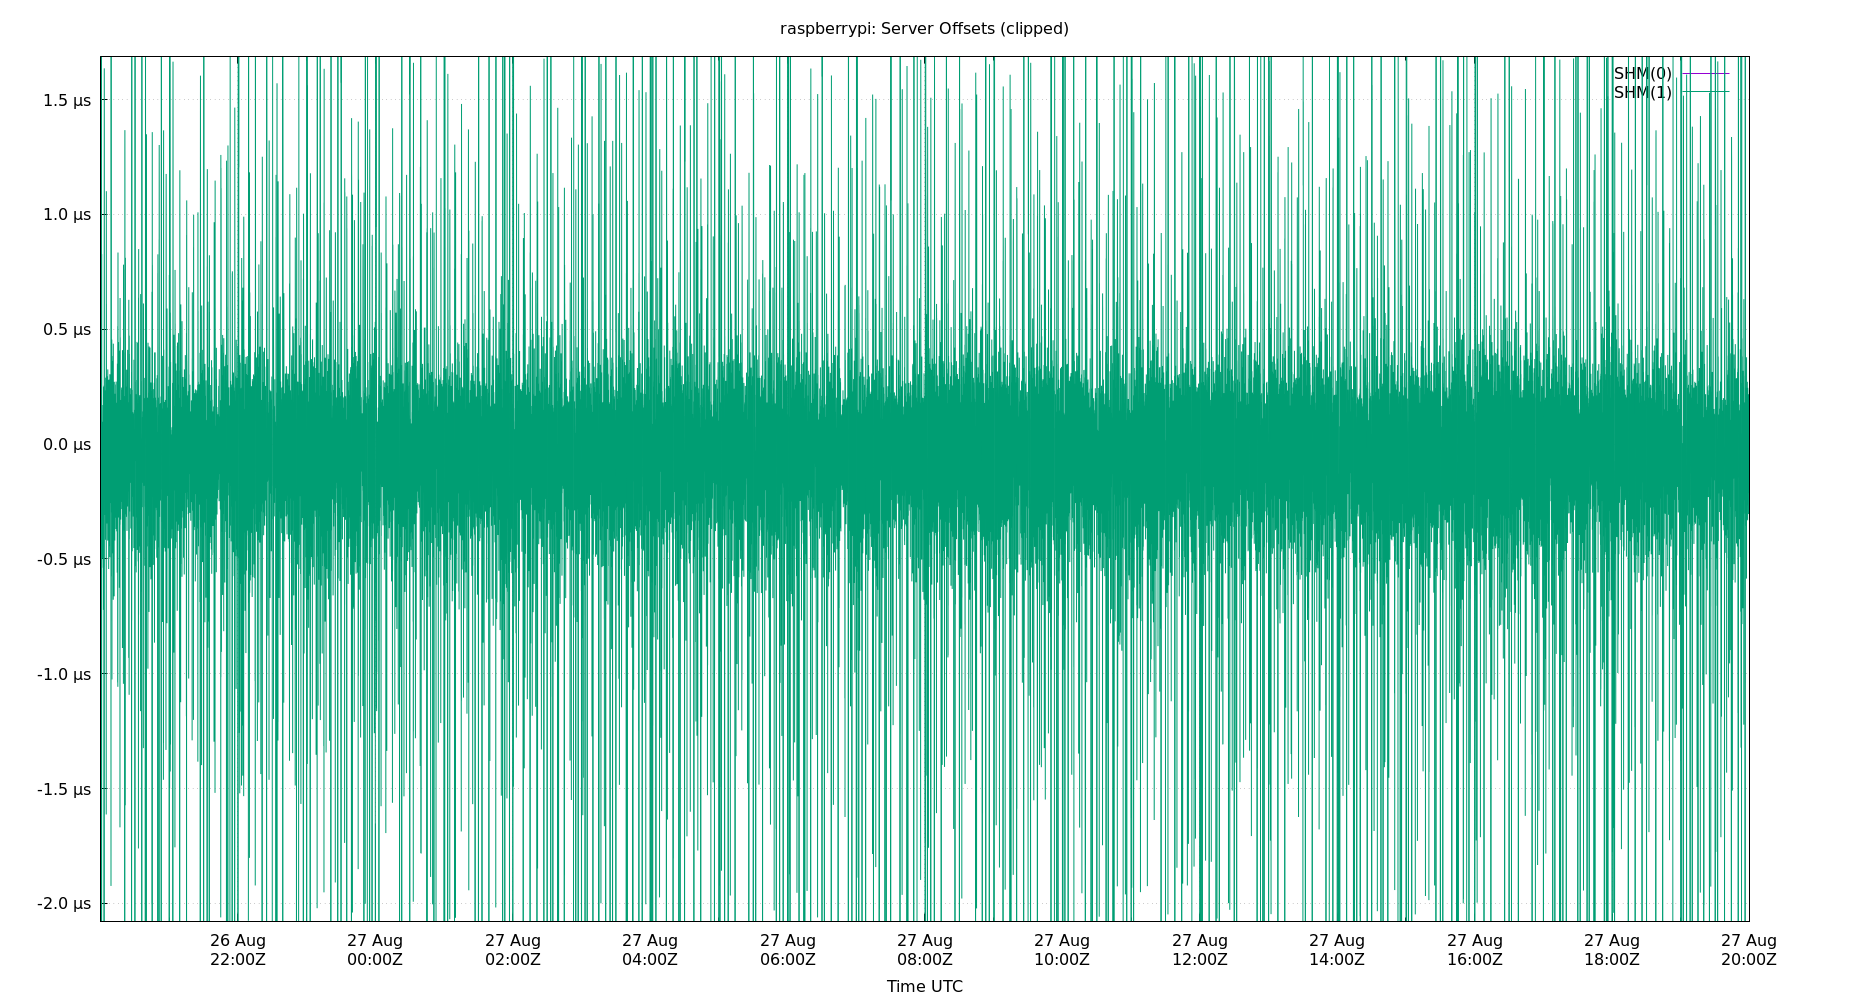 raspberrypi: Server Offsets (clipped)
SHM(0)
SHM(1)
1.5 µs
1.0 µs
0.5 µs
0.0 µs
-0.5 µs
-1.0 µs
-1.5 µs
-2.0 µs
26 Aug 27 Aug 27 Aug 27 Aug 27 Aug 27 Aug 27 Aug 27 Aug 27 Aug 27 Aug 27 Aug 27 Aug
22:00Z 00:00Z 02:00Z 04:00Z 06:00Z 08:00Z 10:00Z 12:00Z 14:00Z 16:00Z 18:00Z 20:00Z
Time UTC